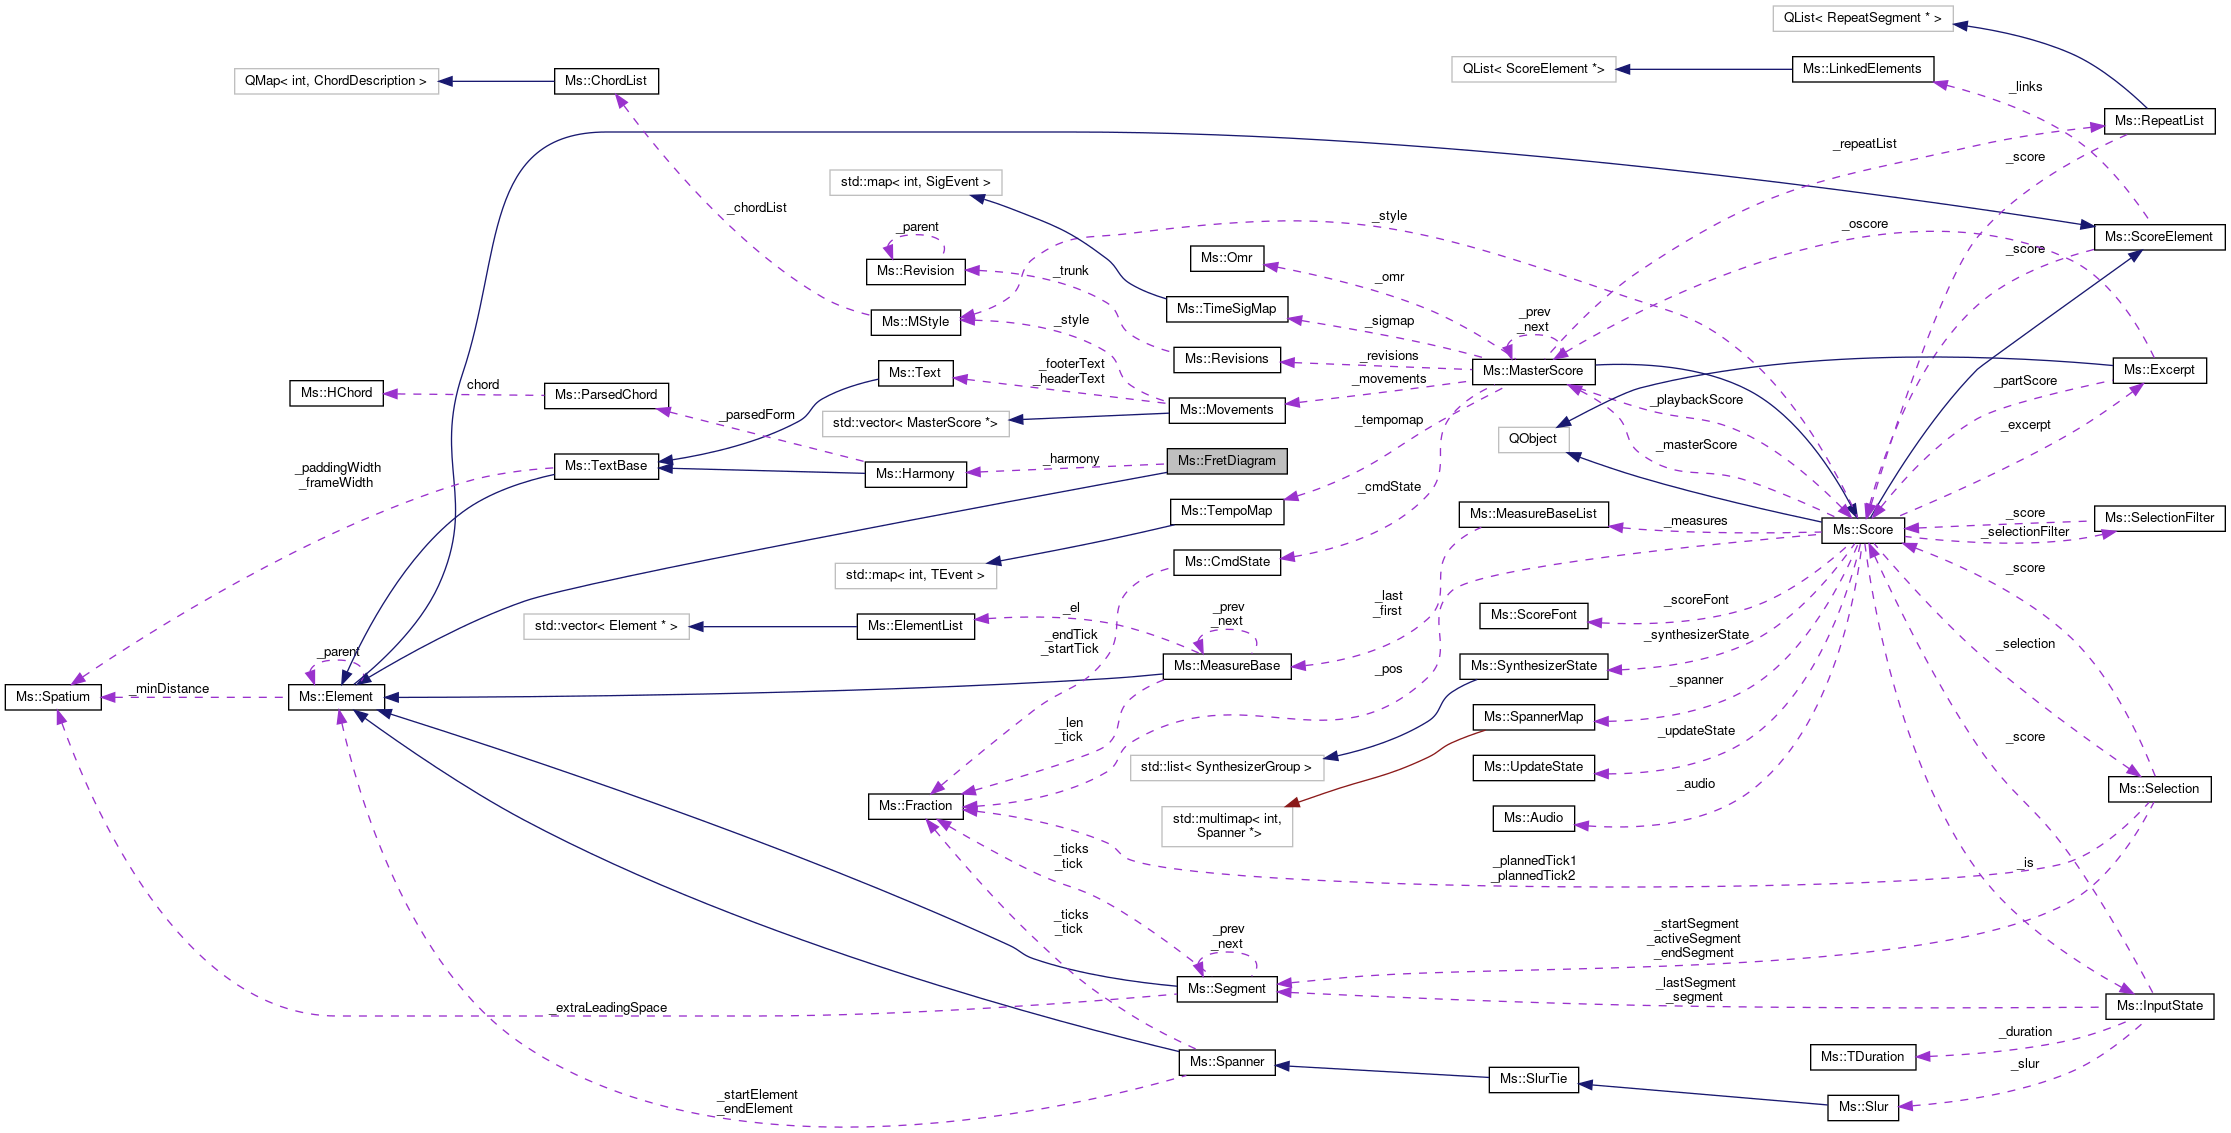 QList< RepeatSegment * >
QMap< int, ChordDescription >
Ms::ChordList
QList< ScoreElement *>
Ms::LinkedElements
_links
Ms::RepeatList
_repeatList
_score
std::map< int, SigEvent >
_chordList
_style
_parent
_oscore
Ms::ScoreElement
Ms::Revision
_trunk
Ms::Omr
_omr
_score
Ms::MStyle
_style
Ms::TimeSigMap
_sigmap
_prev
_next
Ms::Revisions
_revisions
Ms::MasterScore
Ms::Excerpt
_footerText
_headerText
Ms::Text
_movements
_partScore
Ms::HChord
chord
Ms::ParsedChord
_parsedForm
std::vector< MasterScore *>
Ms::Movements
_tempomap
_playbackScore
_excerpt
QObject
_masterScore
_paddingWidth
_frameWidth
Ms::TextBase
Ms::Harmony
_harmony
Ms::FretDiagram
_cmdState
Ms::TempoMap
Ms::MeasureBaseList
_measures
Ms::Score
_score
_selectionFilter
Ms::SelectionFilter
std::map< int, TEvent >
Ms::CmdState
_score
std::vector< Element * >
Ms::ElementList
_el
_endTick
_startTick
_prev
_next
_last
_first
Ms::ScoreFont
_scoreFont
_synthesizerState
_selection
_parent
Ms::MeasureBase
_pos
Ms::SynthesizerState
_spanner
Ms::Spatium
_minDistance
Ms::Element
_len
_tick
Ms::SpannerMap
_updateState
_score
std::list< SynthesizerGroup >
Ms::UpdateState
_audio
Ms::Selection
Ms::Fraction
std::multimap< int,
Spanner *>
Ms::Audio
_ticks
_tick
_plannedTick1
_plannedTick2
_is
_ticks
_tick
_prev
_next
_startSegment
_activeSegment
_endSegment
Ms::Segment
_lastSegment
_segment
Ms::InputState
_extraLeadingSpace
_duration
Ms::TDuration
Ms::Spanner
_slur
Ms::SlurTie
_startElement
_endElement
Ms::Slur